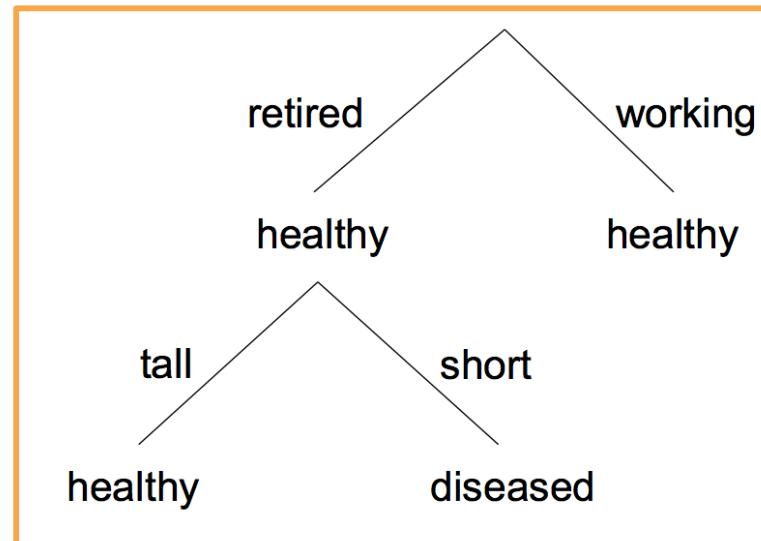 retired working
healthy healthy
tall short
healthy diseased